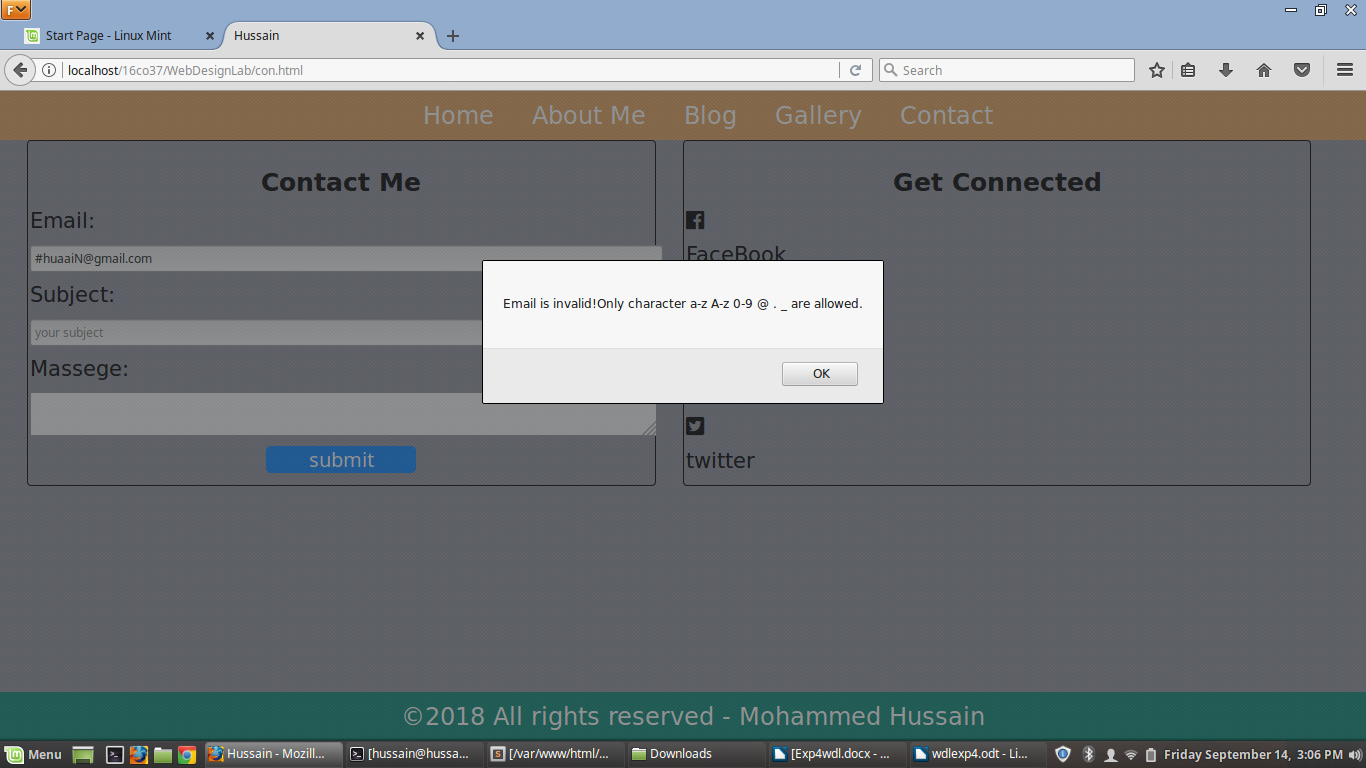 F
Start Page - Linux Mint
Hussain
localhost/16co37/WebDesignLab/con.html
Search
Home About Me Blog Gallery Contact
Contact Me
Email:
#huaaiN@gmail.com
Subject:
your subject
Massege:
submit
Get Connected
FaceBook
twitter
Email is invalid!Only character a-z A-z 0-9 @ . _ are allowed.
OK
©2018 All rights reserved - Mohammed Hussain
Menu
Hussain - Mozill...
[hussain@hussa...
[/var/www/html/...
Downloads
[Exp4wdl.docx - ...
wdlexp4.odt - Li...
Friday September 14, 3:06 PM